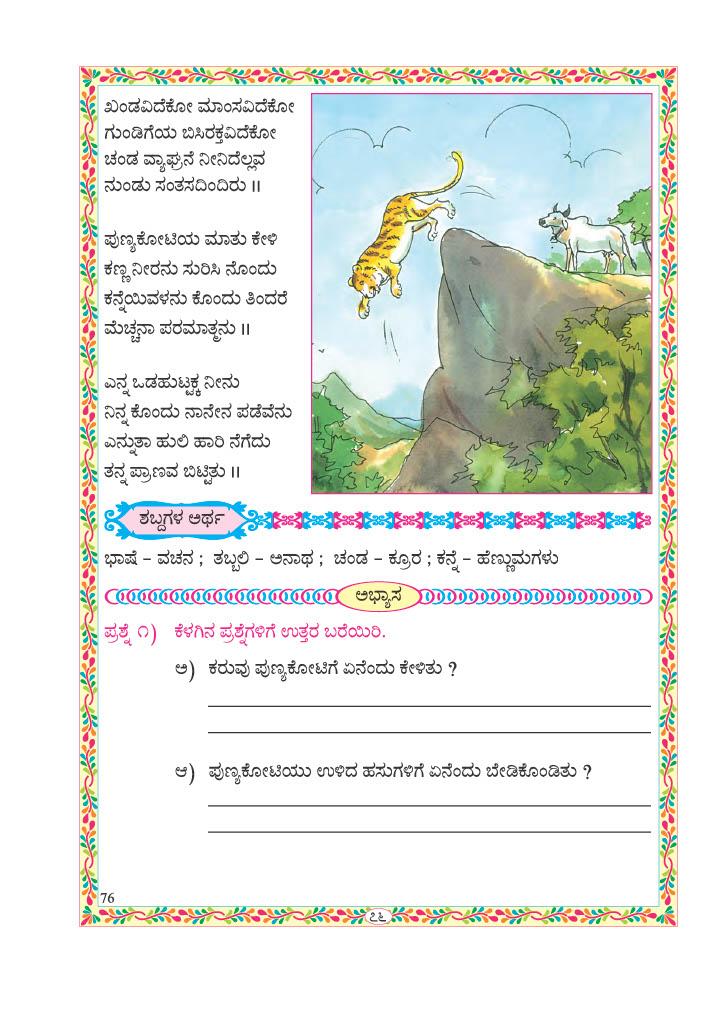 ಖಂಡವಿದೆಕೋ ಮಾಂಸವಿದೆಕೋ
ಗುಂಡಿಗೆಯ ಬಿಸಿರಕ್ತವಿದೆಕೋ
ಚಂಡ ವ್ಯಾಘ್ರನೆ ನೀನಿದೆಲ್ಲವ
ನುಂಡು ಸಂತಸದಿಂದಿರು ॥
ಪುಣ್ಯಕೋಟಿಯ ಮಾತು ಕೇಳಿ
ಕಣ್ಣ ನೀರನು ಸುರಿಸಿ ನೊಂದು
ಕನ್ನೆಯಿವಳನು ಕೊಂದು ತಿಂದರೆ
ಮೆಚ್ಚನಾ ಪರಮಾತ್ಮನು ॥
ಎನ್ನ ಒಡಹುಟ್ಟಕ್ಕ ನೀನು
ನಿನ್ನ ಕೊಂದು ನಾನೇನ ಪಡೆವೆನು
ಎನ್ನುತಾ ಹುಲಿ ಹಾರಿ ನೆಗೆದು
ತನ್ನ ಪ್ರಾಣವ ಬಿಟ್ಟಿತು ॥
ಶಬ್ದಗಳ ಅರ್ಥ
ಭಾಷೆ – ವಚನ ; ತಬ್ಬಲಿ – ಅನಾಥ ; ಚಂಡ – ಕ್ರೂರ ; ಕನ್ನೆ – ಹೆಣ್ಣುಮಗಳು
ಅಭ್ಯಾಸ
ಪ್ರಶ್ನೆ ೧) ಕೆಳಗಿನ ಪ್ರಶ್ನೆಗಳಿಗೆ ಉತ್ತರ ಬರೆಯಿರಿ.
ಅ) ಕರುವು ಪುಣ್ಯಕೋಟಿಗೆ ಏನೆಂದು ಕೇಳಿತು ?
ಆ) ಪುಣ್ಯಕೋಟಿಯು ಉಳಿದ ಹಸುಗಳಿಗೆ ಏನೆಂದು ಬೇಡಿಕೊಂಡಿತು ?
76
೭೬